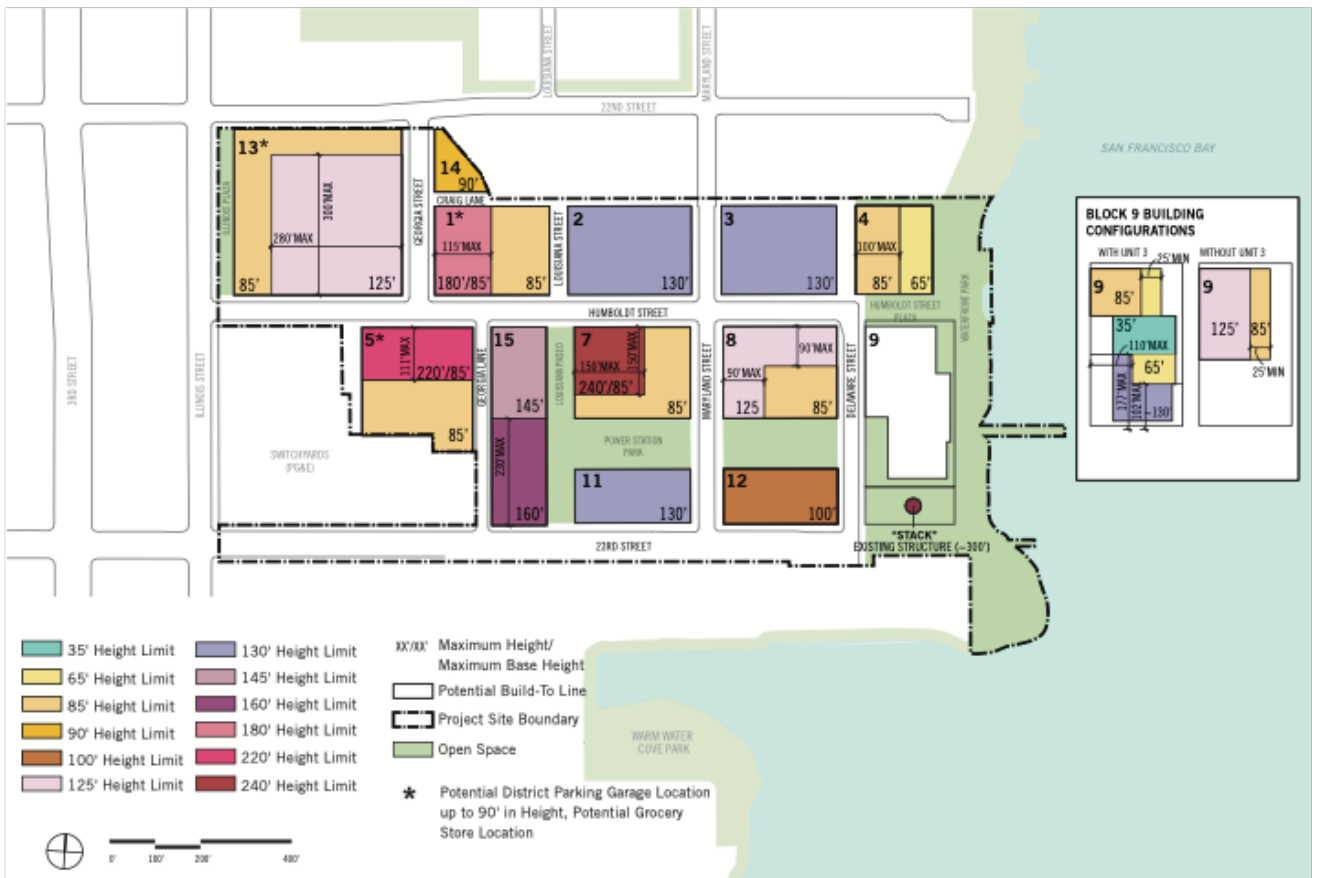 LOUISIANA STREET
MARYLAND STREET
22ND STREET
SAN FRANCISCO BAY
13*
ILLINOIS PLAZA
300'MAX
280'MAX
85'
125'
GEORGIA STREET
14
90'
CRAIG LANE
1*
115'MAX
180'/85'
85'
LOUISIANA STREET
2
130'
3
130'
4
100'MAX
85'
65'
WATERFRONT PARK
HUMBOLDT STREET
PLAZA
HUMBOLDT STREET
3RD STREET
ILLINOIS STREET
5*
111'MAX
220'/85'
85'
GEORGIA LANE
15
145'
230'MAX
160'
LOUISIANA PASEO
7
150'MAX
150'MAX
240'/85'
85'
MARYLAND STREET
8
90'MAX
90'MAX
125
85'
DELAWARE STREET
9
SWITCHYARDS
(PG&E)
POWER STATION
PARK
11
130'
12
100'
23RD STREET
"STACK"
EXISTING STRUCTURE (~300')
BLOCK 9 BUILDING
CONFIGURATIONS
WITH UNIT 3
25'MIN
9
85'
35'
110'MAX
65'
177'MAX
102'MAX
130'
WITHOUT UNIT 3
9
125'
85'
25'MIN
WARM WATER
COVE PARK
35' Height Limit
65' Height Limit
85' Height Limit
90' Height Limit
100' Height Limit
125' Height Limit
130' Height Limit
145' Height Limit
160' Height Limit
180' Height Limit
220' Height Limit
240' Height Limit
XX'/XX' Maximum Height/
Maximum Base Height
Potential Build-To Line
Project Site Boundary
Open Space
* Potential District Parking Garage Location
up to 90' in Height, Potential Grocery
Store Location
0' 100' 200' 400'